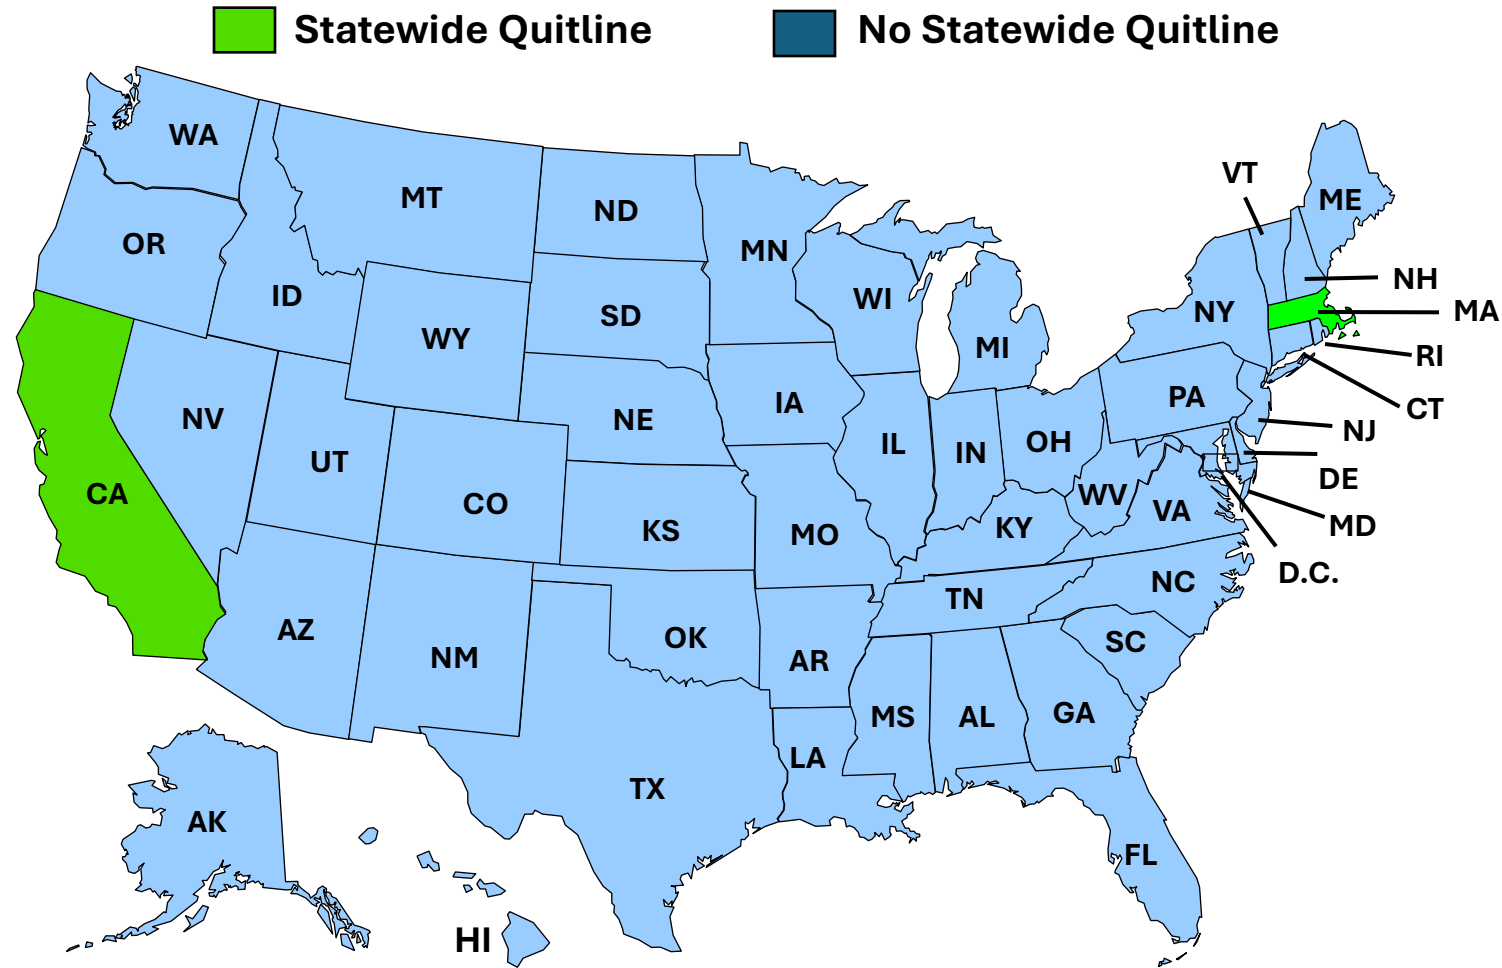 Statewide Quitline
No Statewide Quitline
WA
OR
MT
ID
WY
ND
SD
MN
WI
MI
NE
IA
NV
UT
CO
KS
CA
AZ
NM
OK
TX
MO
AR
LA
IL
IN
OH
KY
TN
MS
AL
GA
FL
SC
NC
VA
WV
PA
NY
VT
ME
NH
MA
RI
CT
NJ
DE
MD
D.C.
AK
HI